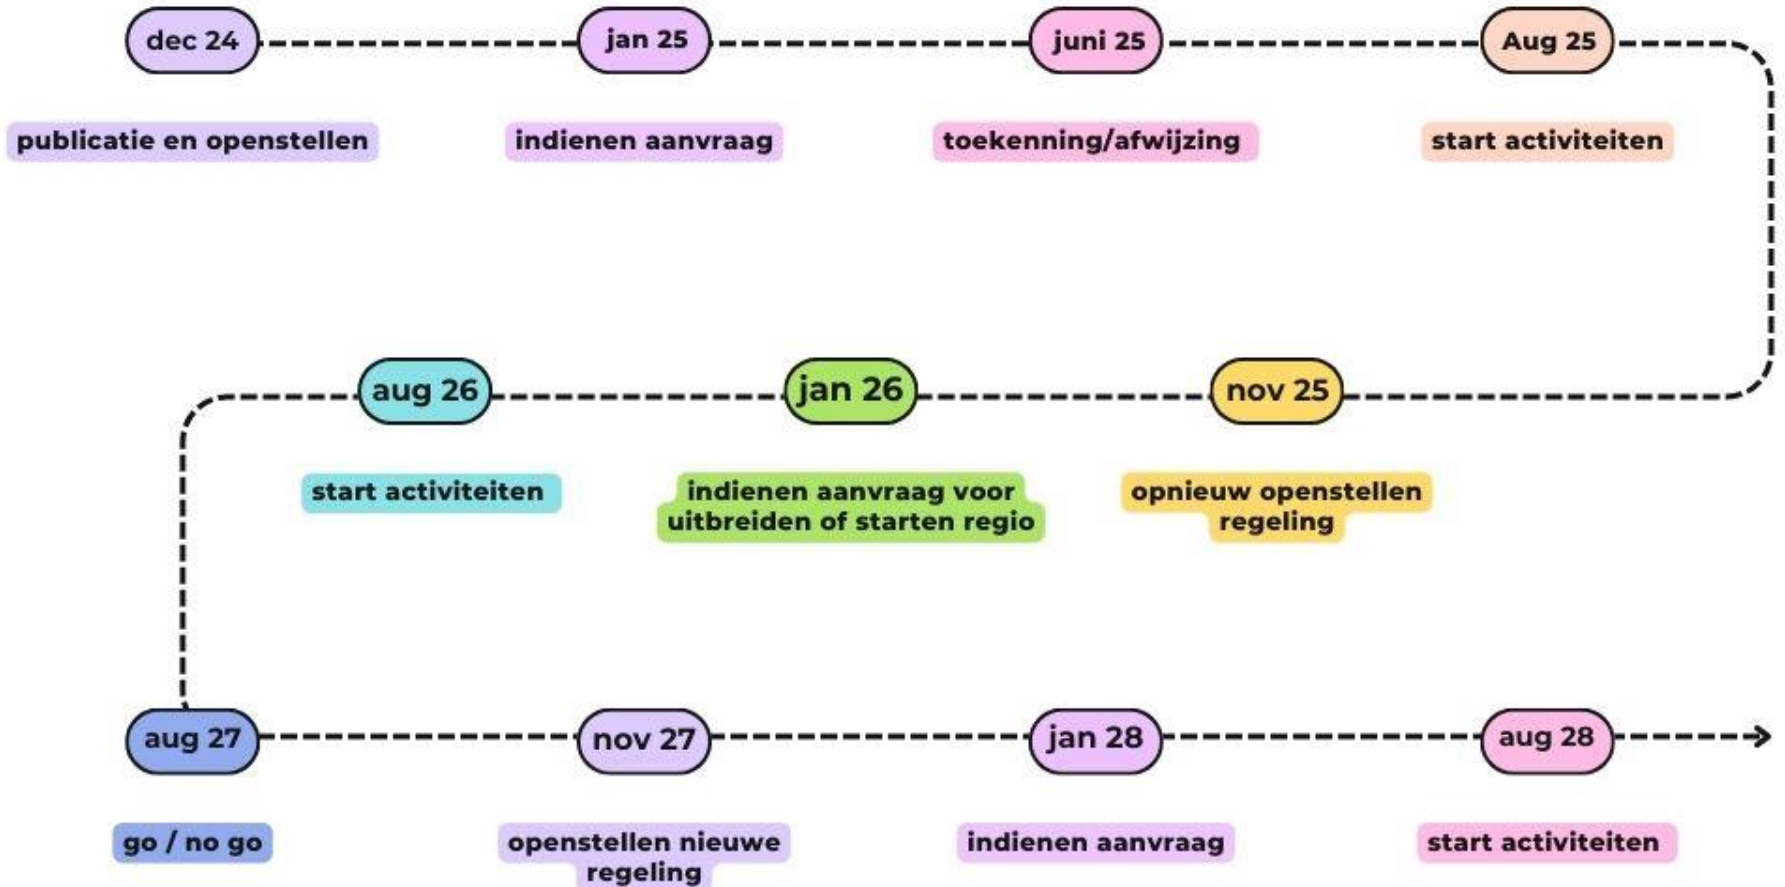 dec 24
jan 25
juni 25
Aug 25
publicatie en openstellen
indienen aanvraag
toekenning/afwijzing
start activiteiten
aug 26
jan 26
nov 25
start activiteiten
indienen aanvraag voor
uitbreiden of starten regio
opnieuw openstellen
regeling
aug 27
nov 27
jan 28
aug 28
go / no go
openstellen nieuwe
regeling
indienen aanvraag
start activiteiten